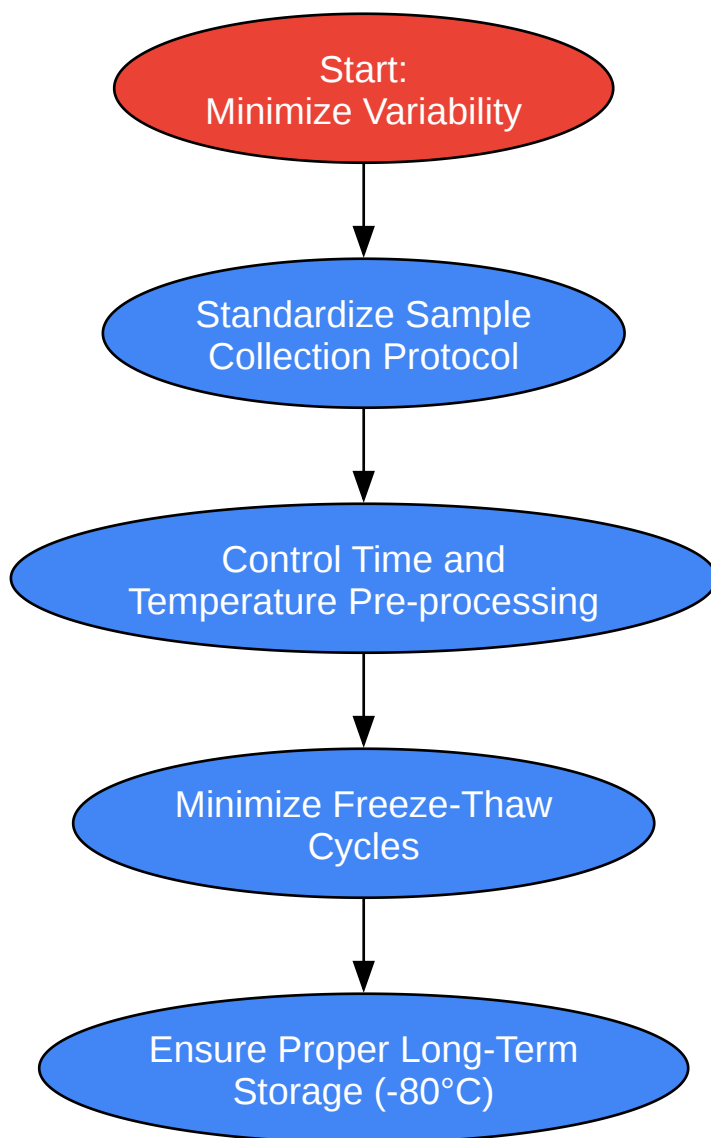 Start:
Minimize Variability
Standardize Sample
Collection Protocol
Control Time and
Temperature Pre-processing
Minimize Freeze-Thaw
Cycles
Ensure Proper Long-Term
Storage (-80°C)